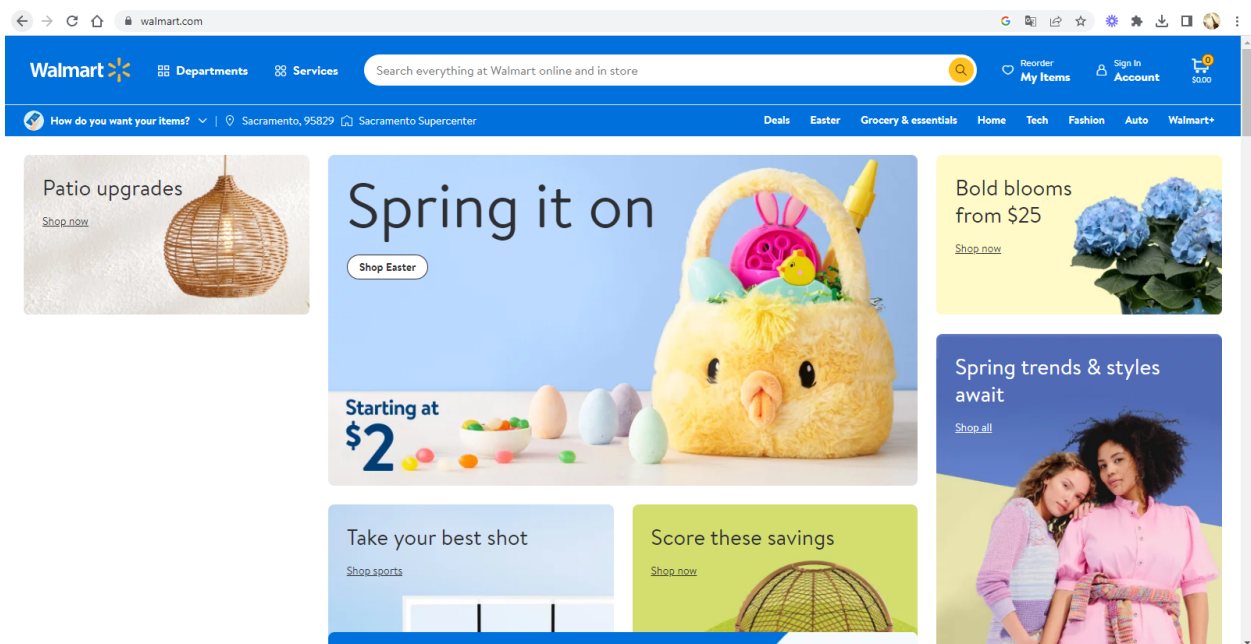 walmart.com
Walmart
Departments
Services
Search everything at Walmart online and in store
Reorder
My Items
Sign In
Account
0
$0.00
How do you want your items?
Sacramento, 95829
Sacramento Supercenter
Deals
Easter
Grocery & essentials
Home
Tech
Fashion
Auto
Walmart+
Patio upgrades
Shop now
Spring it on
Shop Easter
Starting at
$2
Bold blooms
from $25
Shop now
Spring trends & styles
await
Shop all
Take your best shot
Shop sports
Score these savings
Shop now